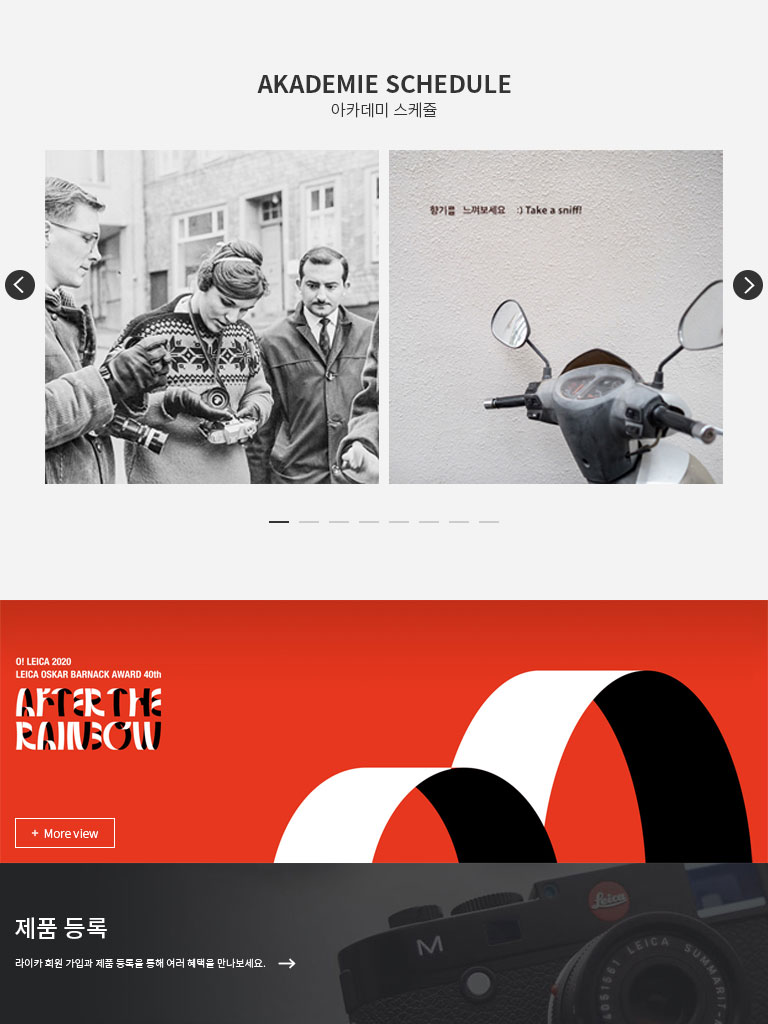 AKADEMIE SCHEDULE
아카데미 스케쥴
향기를 느껴보세요 :) Take a sniff!
O! LEICA 2020
LEICA OSKAR BARNACK AWARD 40th
AFTER THE
RAINBOW
+ More view
제품 등록
라이카 회원 가입과 제품 등록을 통해 여러 혜택을 만나보세요.
Leica
M
4051561 LEICA SUMMARIT-